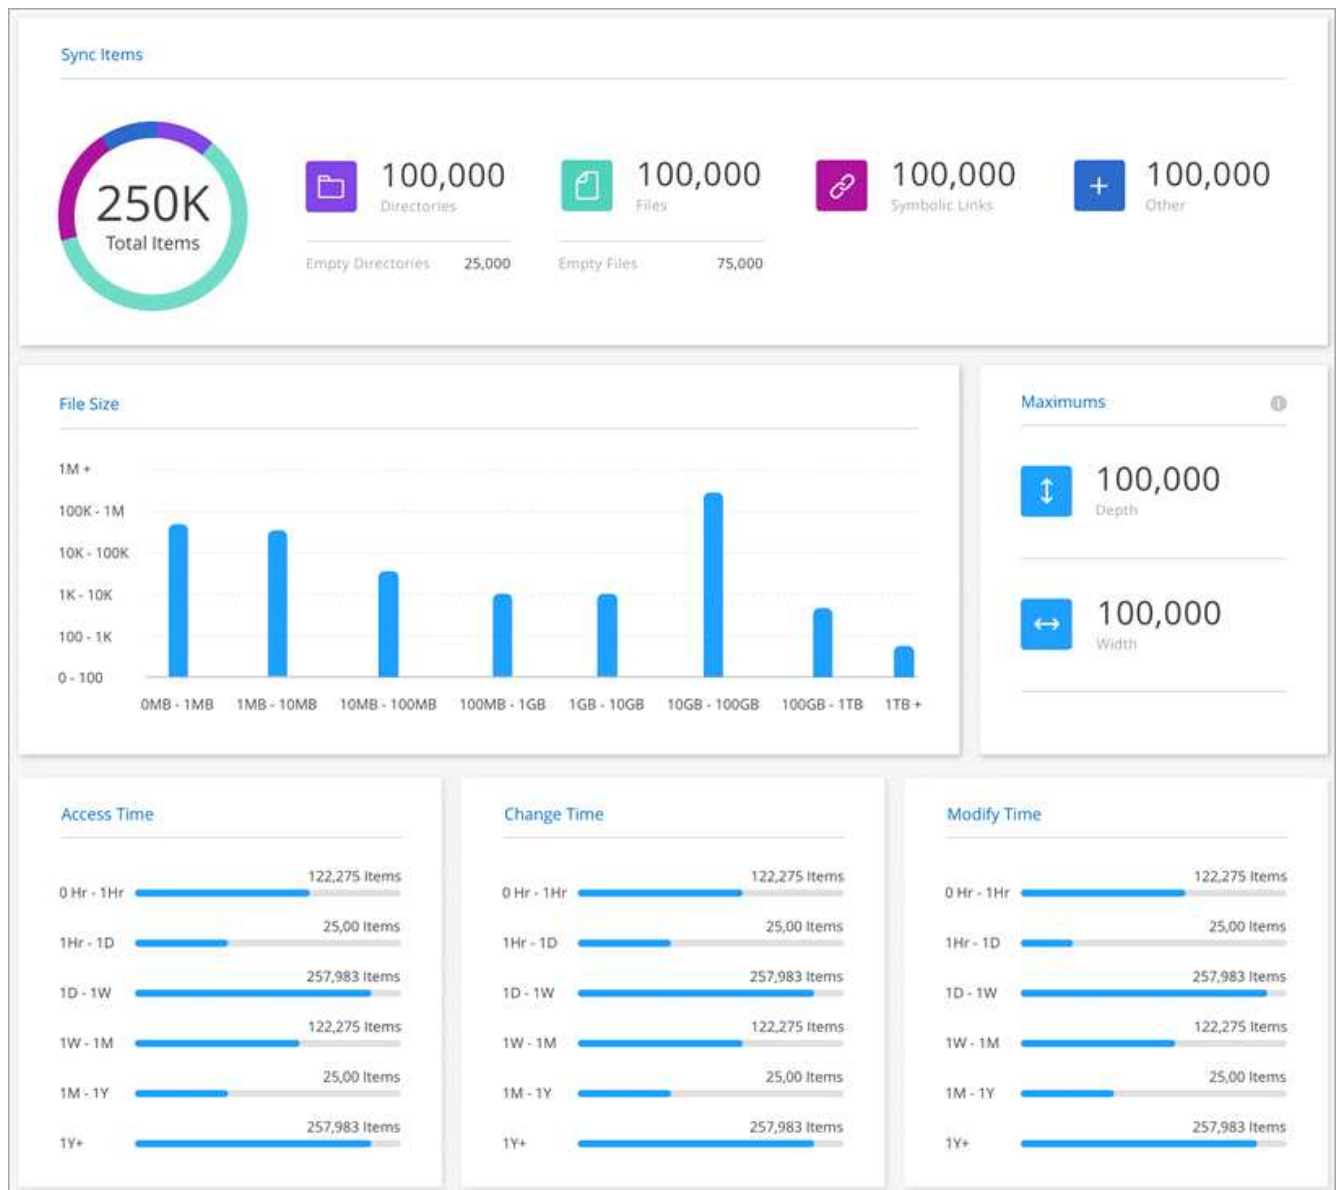 Sync Items
250K
Total Items
100,000
Directories
Empty Directories 25,000
100,000
Files
Empty Files 75,000
100,000
Symbolic Links
100,000
Other
File Size
1M +
100K - 1M
10K - 100K
1K - 10K
100 - 1K
0 - 100
0MB - 1MB 1MB - 10MB 10MB - 100MB 100MB - 1GB 1GB - 10GB 10GB - 100GB 100GB - 1TB 1TB +
Maximums
100,000
Depth
100,000
Width
Access Time
122,275 Items
0 Hr - 1Hr
25,00 Items
1Hr - 1D
257,983 Items
1D - 1W
122,275 Items
1W - 1M
25,00 Items
1M - 1Y
257,983 Items
1Y+
Change Time
122,275 Items
0 Hr - 1Hr
25,00 Items
1Hr - 1D
257,983 Items
1D - 1W
122,275 Items
1W - 1M
25,00 Items
1M - 1Y
257,983 Items
1Y+
Modify Time
122,275 Items
0 Hr - 1Hr
25,00 Items
1Hr - 1D
257,983 Items
1D - 1W
122,275 Items
1W - 1M
25,00 Items
1M - 1Y
257,983 Items
1Y+